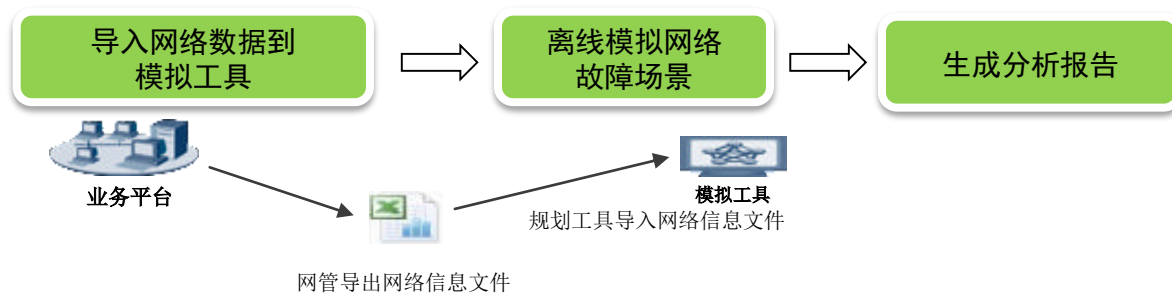 导入网络数据到
模拟工具
离线模拟网络
故障场景
生成分析报告
业务平台
模拟工具
规划工具导入网络信息文件
网管导出网络信息文件